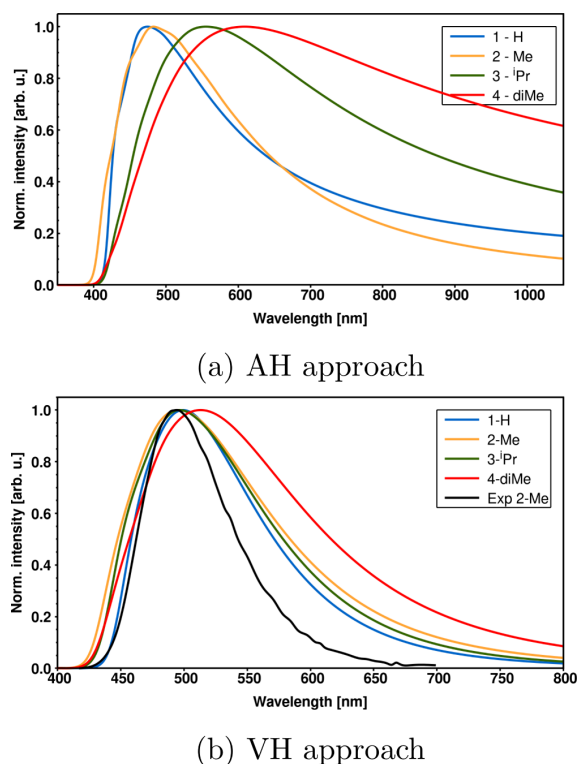 1.0
0.8
0.6
0.4
0.2
0.0
Norm. intensity [arb. u.]
1 - H
2 - Me
3 - ⁱPr
4 - diMe
400 500 600 700 800 900 1000
Wavelength [nm]
(a) AH approach
1.0
0.8
0.6
0.4
0.2
0.0
Norm. intensity [arb. u.]
1-H
2-Me
3-ⁱPr
4-diMe
Exp 2-Me
400 450 500 550 600 650 700 750 800
Wavelength [nm]
(b) VH approach